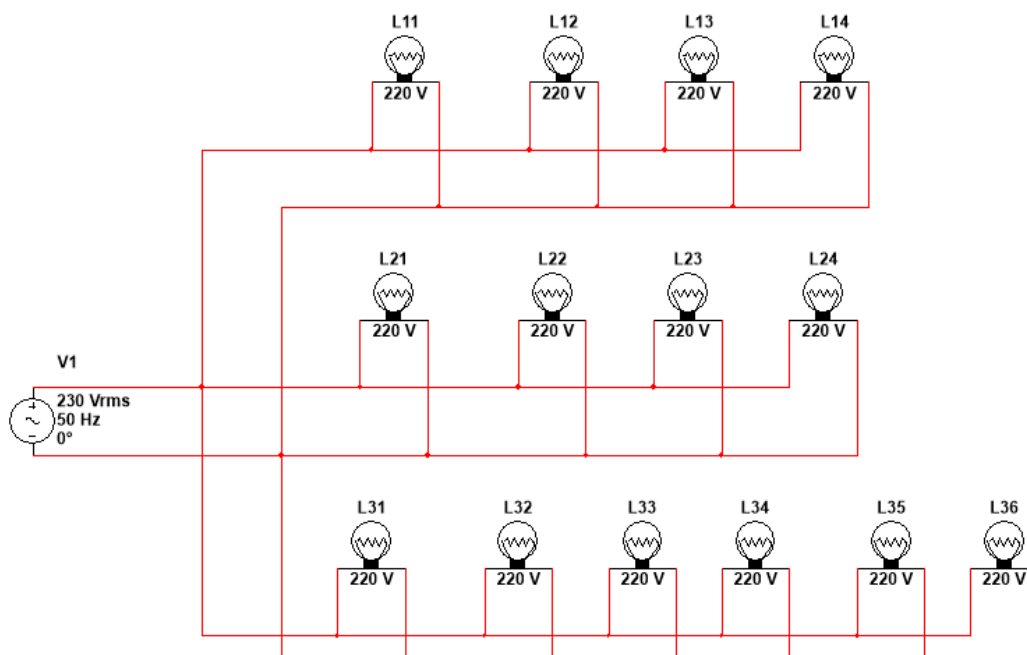 L11 L12 L13 L14
220 V 220 V 220 V 220 V
L21 L22 L23 L24
220 V 220 V 220 V 220 V
V1
230 Vrms
50 Hz
0°
L31 L32 L33 L34 L35 L36
220 V 220 V 220 V 220 V 220 V 220 V